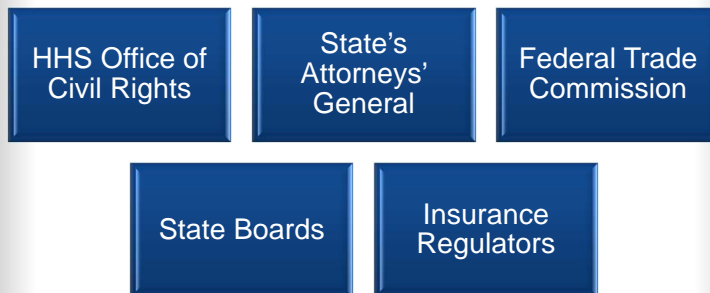 HHS Office of
Civil Rights
State’s
Attorneys’
General
Federal Trade
Commission
State Boards
Insurance
Regulators